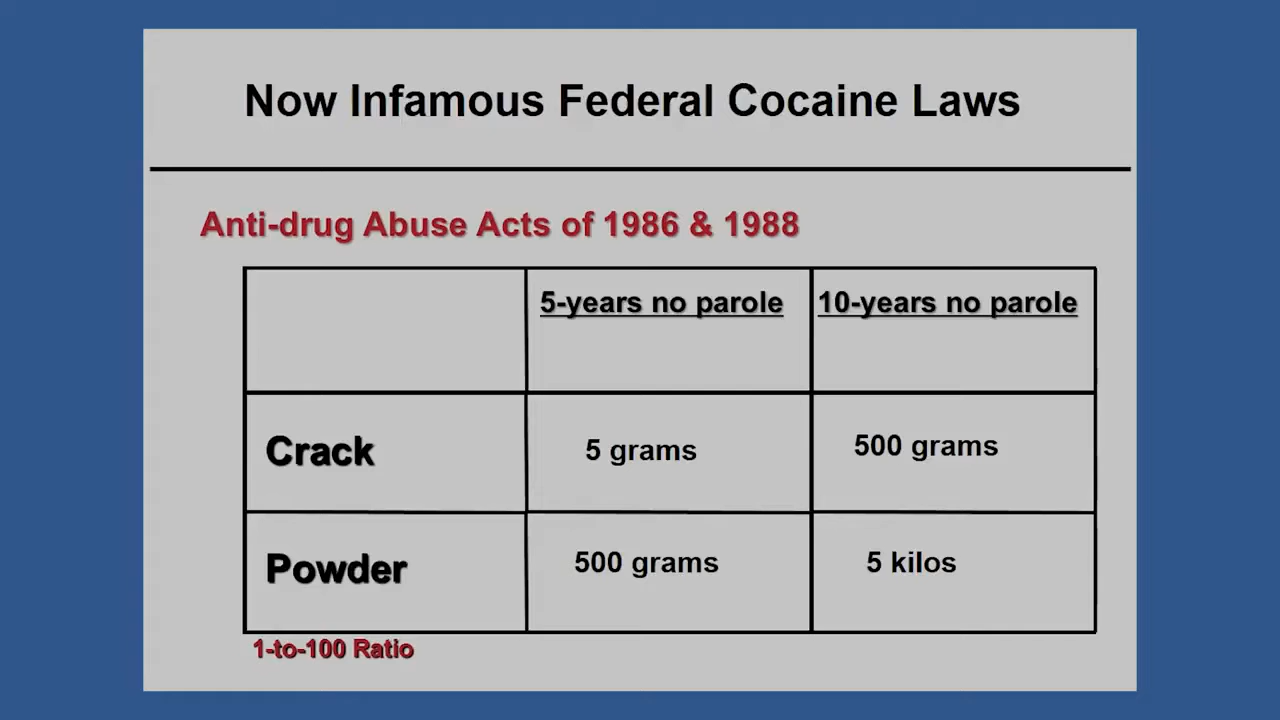 Now Infamous Federal Cocaine Laws
Anti-drug Abuse Acts of 1986 & 1988
5-years no parole 10-years no parole
Crack 5 grams 500 grams
Powder 500 grams 5 kilos
1-to-100 Ratio